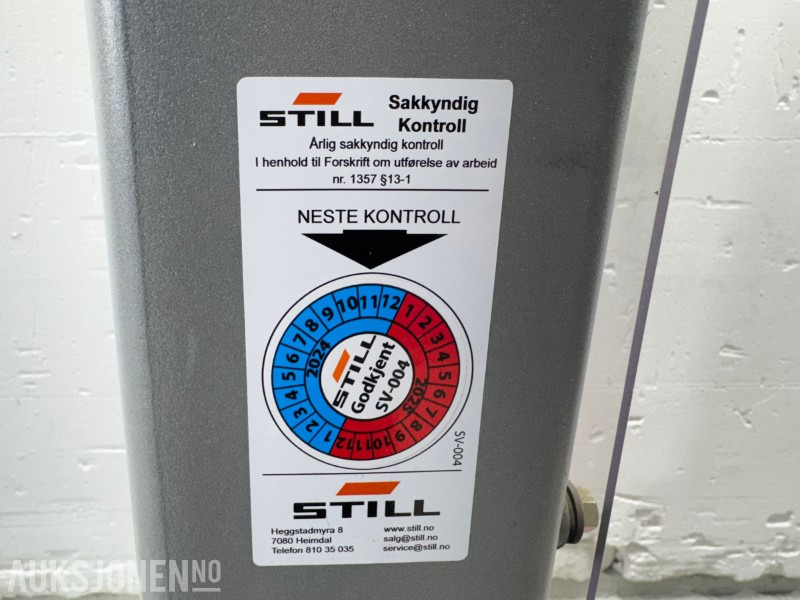 STILL
Sakkyndig
Kontroll
Årlig sakkyndig kontroll
I henhold til Forskrift om utførelse av arbeid
nr. 1357 §13-1
NESTE KONTROLL
1 2 3 4 5 6 7 8 9 10 11 12
2024
1 2 3 4 5 6 7 8 9 10 11 12
2025
STILL
Godkjent
SV-004
SV-004
STILL
Heggstadmyra 8
7080 Heimdal
Telefon 810 35 035
www.still.no
salg@still.no
service@still.no
AUKSJONEN.NO